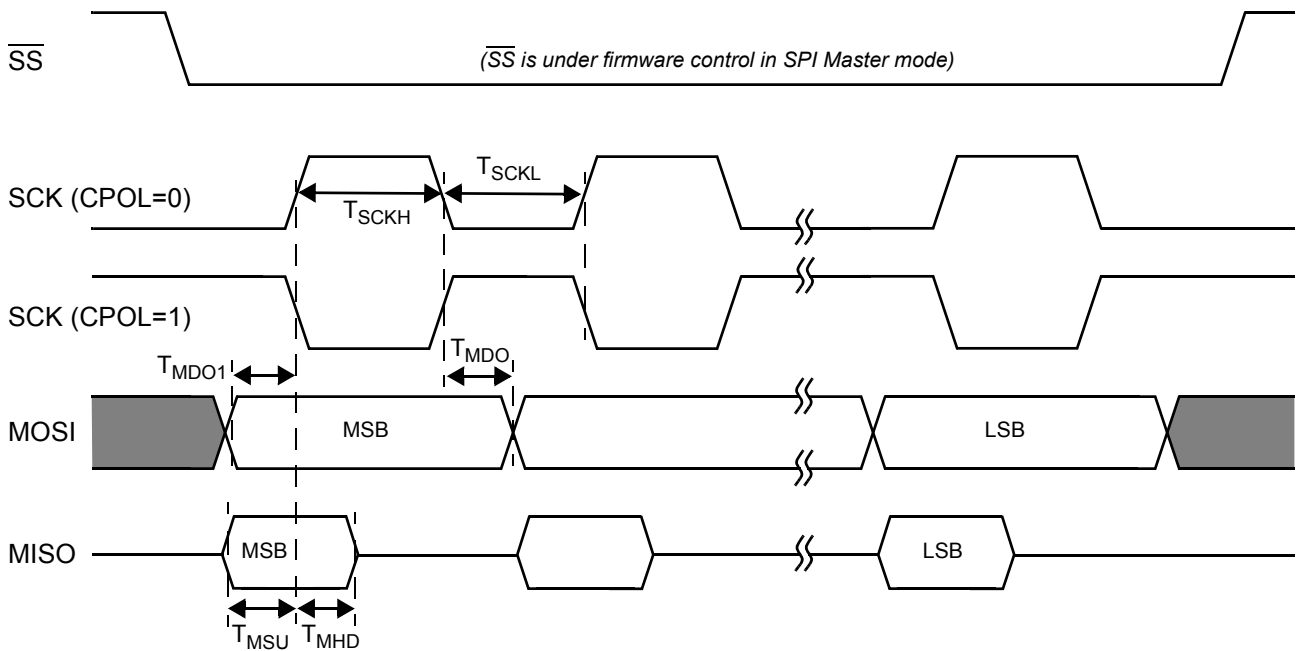 SS
(SS is under firmware control in SPI Master mode)
SCK (CPOL=0)
TSCKH
TSCKL
SCK (CPOL=1)
TMDO1
TMDO
MOSI
MSB
LSB
MISO
MSB
LSB
TMSU
TMHD